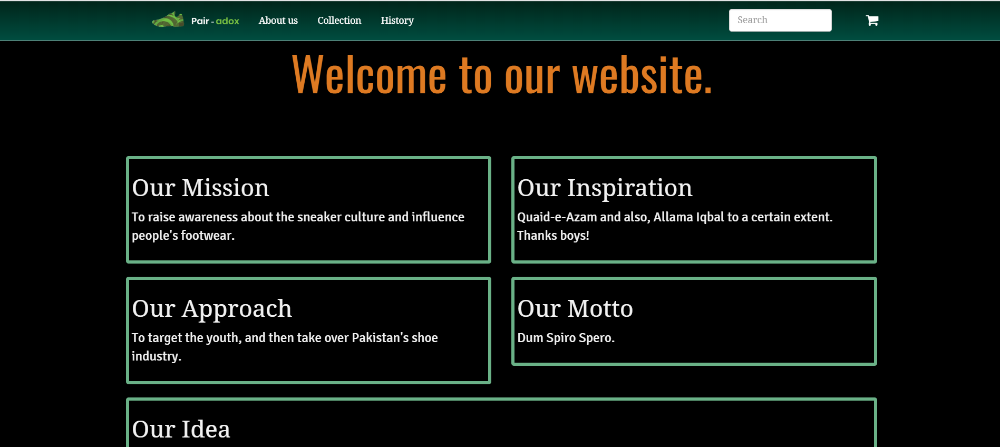 Pair - adox
About us
Collection
History
Search
Welcome to our website.
Our Mission
To raise awareness about the sneaker culture and influence
people's footwear.
Our Inspiration
Quaid-e-Azam and also, Allama Iqbal to a certain extent.
Thanks boys!
Our Approach
To target the youth, and then take over Pakistan's shoe
industry.
Our Motto
Dum Spiro Spero.
Our Idea